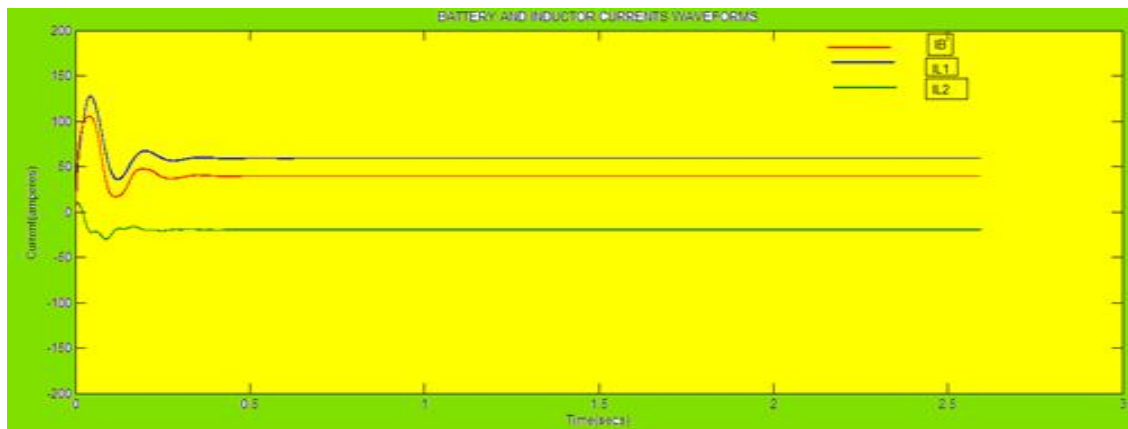 BATTERY AND INDUCTOR CURRENTS WAVEFORMS
200
150
100
50
0
-50
-100
-150
-200
Current(amperes)
IB
IL1
IL2
0
0.5
1
1.5
2
2.5
3
Time(secs)